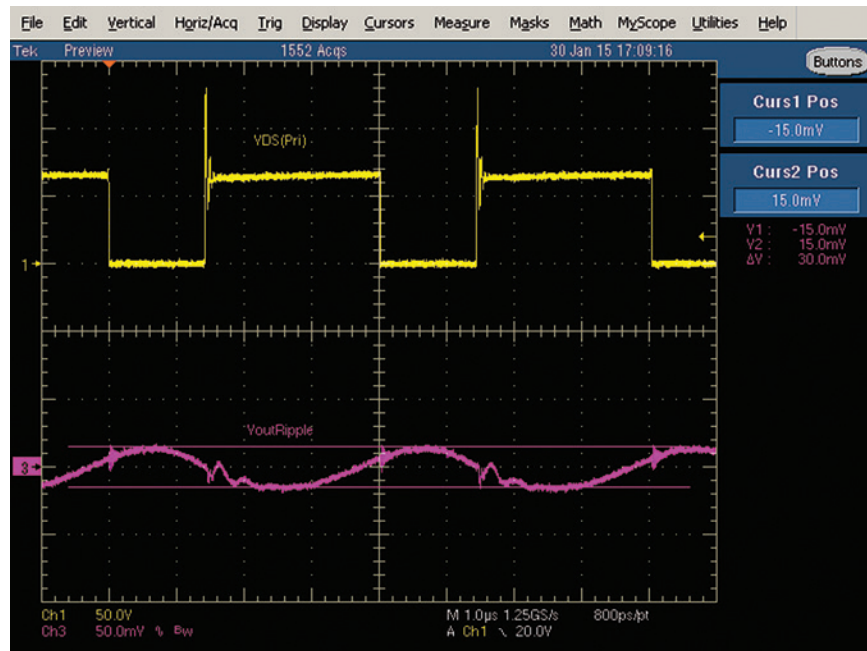 File Edit Vertical Horiz/Acq Trig Display Cursors Measure Masks Math MyScope Utilities Help
Tek Preview 1552 Acqs 30 Jan 15 17:09:16
Buttons
Curs1 Pos
-15.0mV
Curs2 Pos
15.0mV
V1 : -15.0mV
V2 : 15.0mV
ΔV : 30.0mV
VDS(Pri)
1
VoutRipple
3
Ch1 50.0V M 1.0µs 1.25GS/s 800ps/pt
Ch3 50.0mV ∿ Bw A Ch1 \ 20.0V